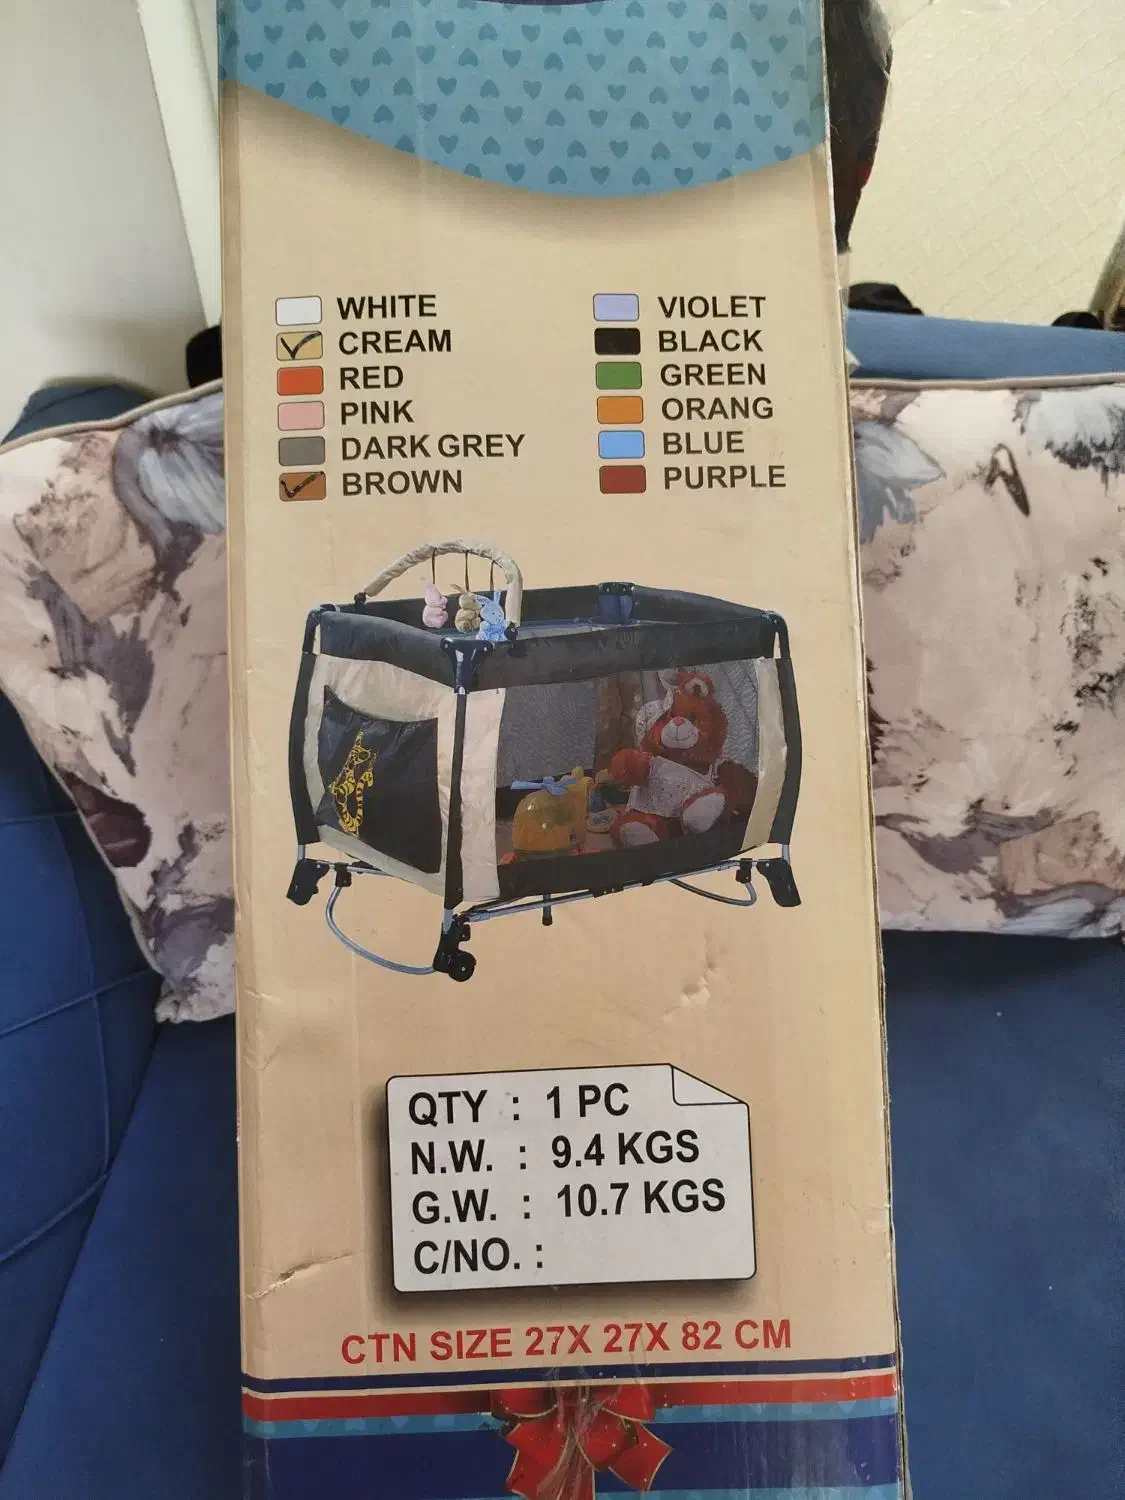 WHITE
CREAM
RED
PINK
DARK GREY
BROWN
VIOLET
BLACK
GREEN
ORANG
BLUE
PURPLE
QTY : 1 PC
N.W. : 9.4 KGS
G.W. : 10.7 KGS
C/NO. :
CTN SIZE 27X 27X 82 CM